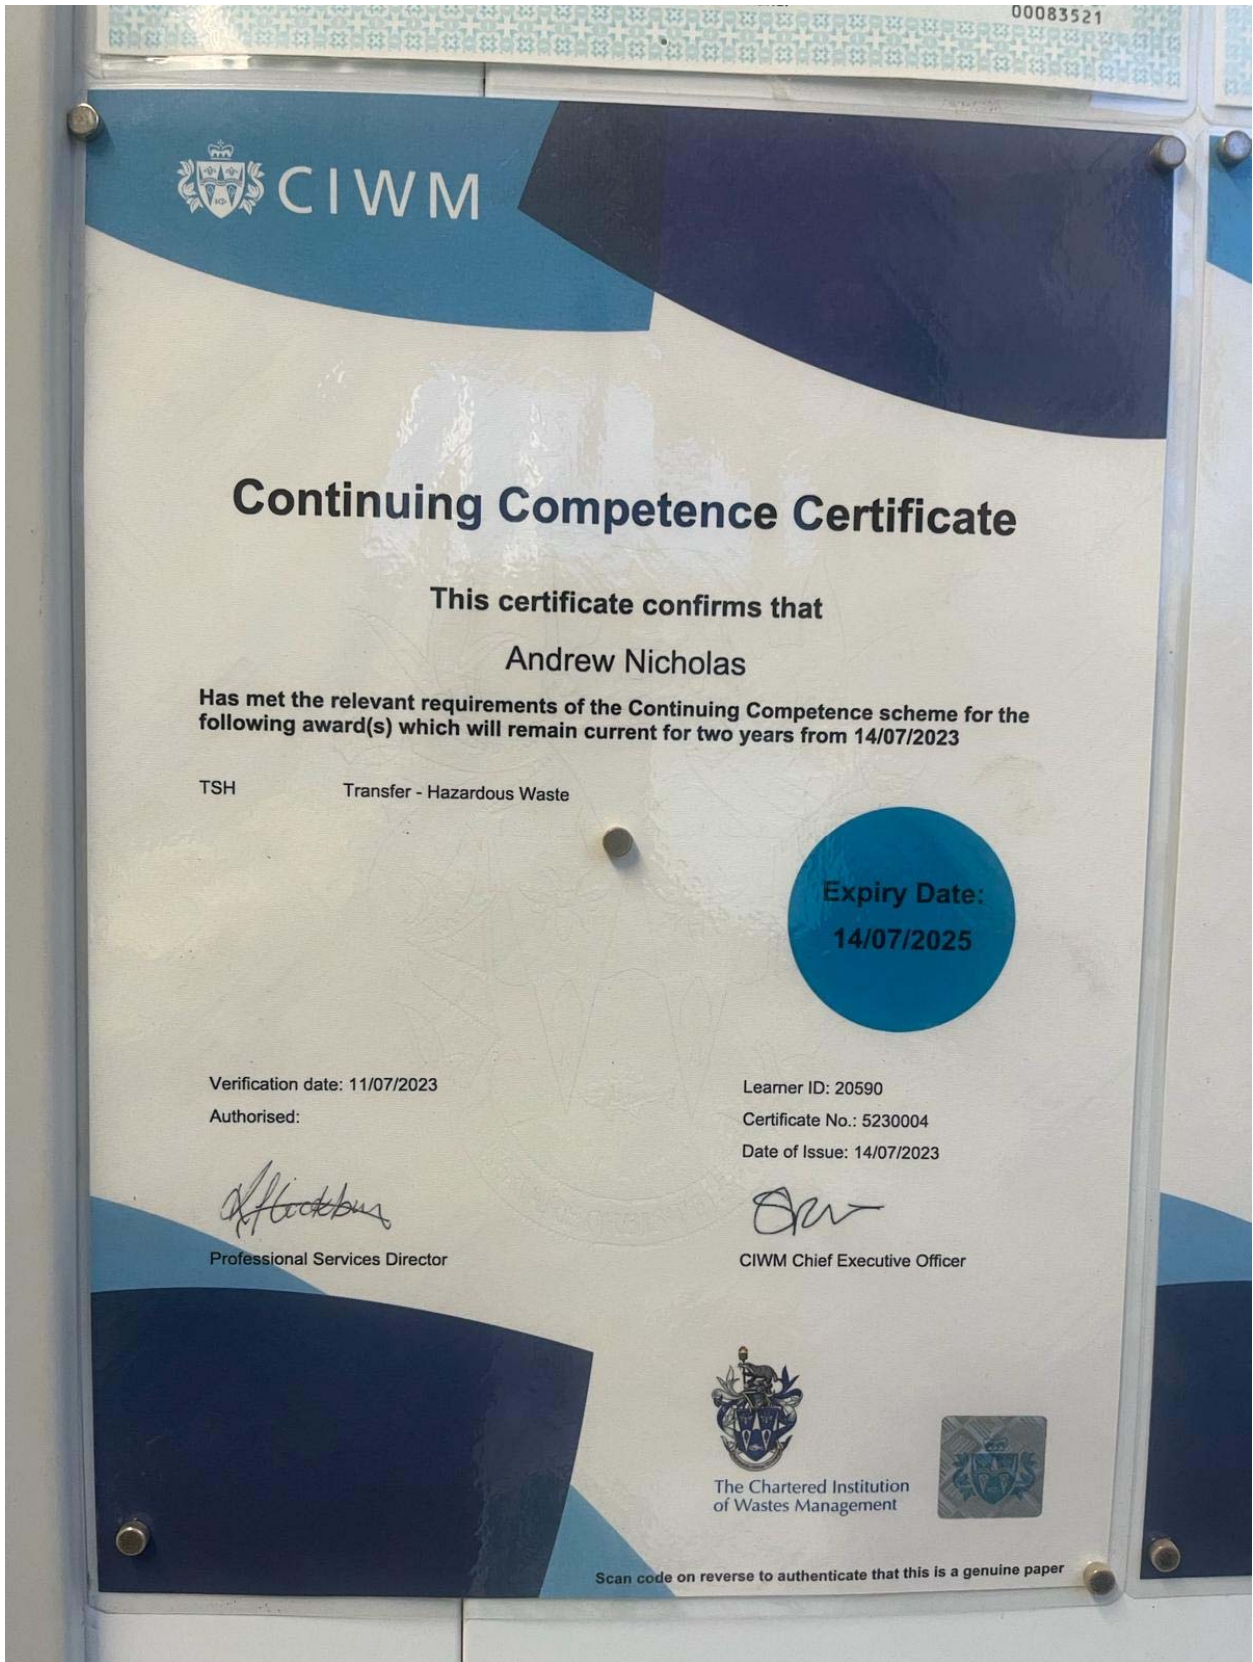 00083521
CIWM
Continuing Competence Certificate
This certificate confirms that
Andrew Nicholas
Has met the relevant requirements of the Continuing Competence scheme for the
following award(s) which will remain current for two years from 14/07/2023
TSH Transfer - Hazardous Waste
Expiry Date:
14/07/2025
Verification date: 11/07/2023
Authorised:
Learner ID: 20590
Certificate No.: 5230004
Date of Issue: 14/07/2023
Professional Services Director
CIWM Chief Executive Officer
The Chartered Institution
of Wastes Management
Scan code on reverse to authenticate that this is a genuine paper